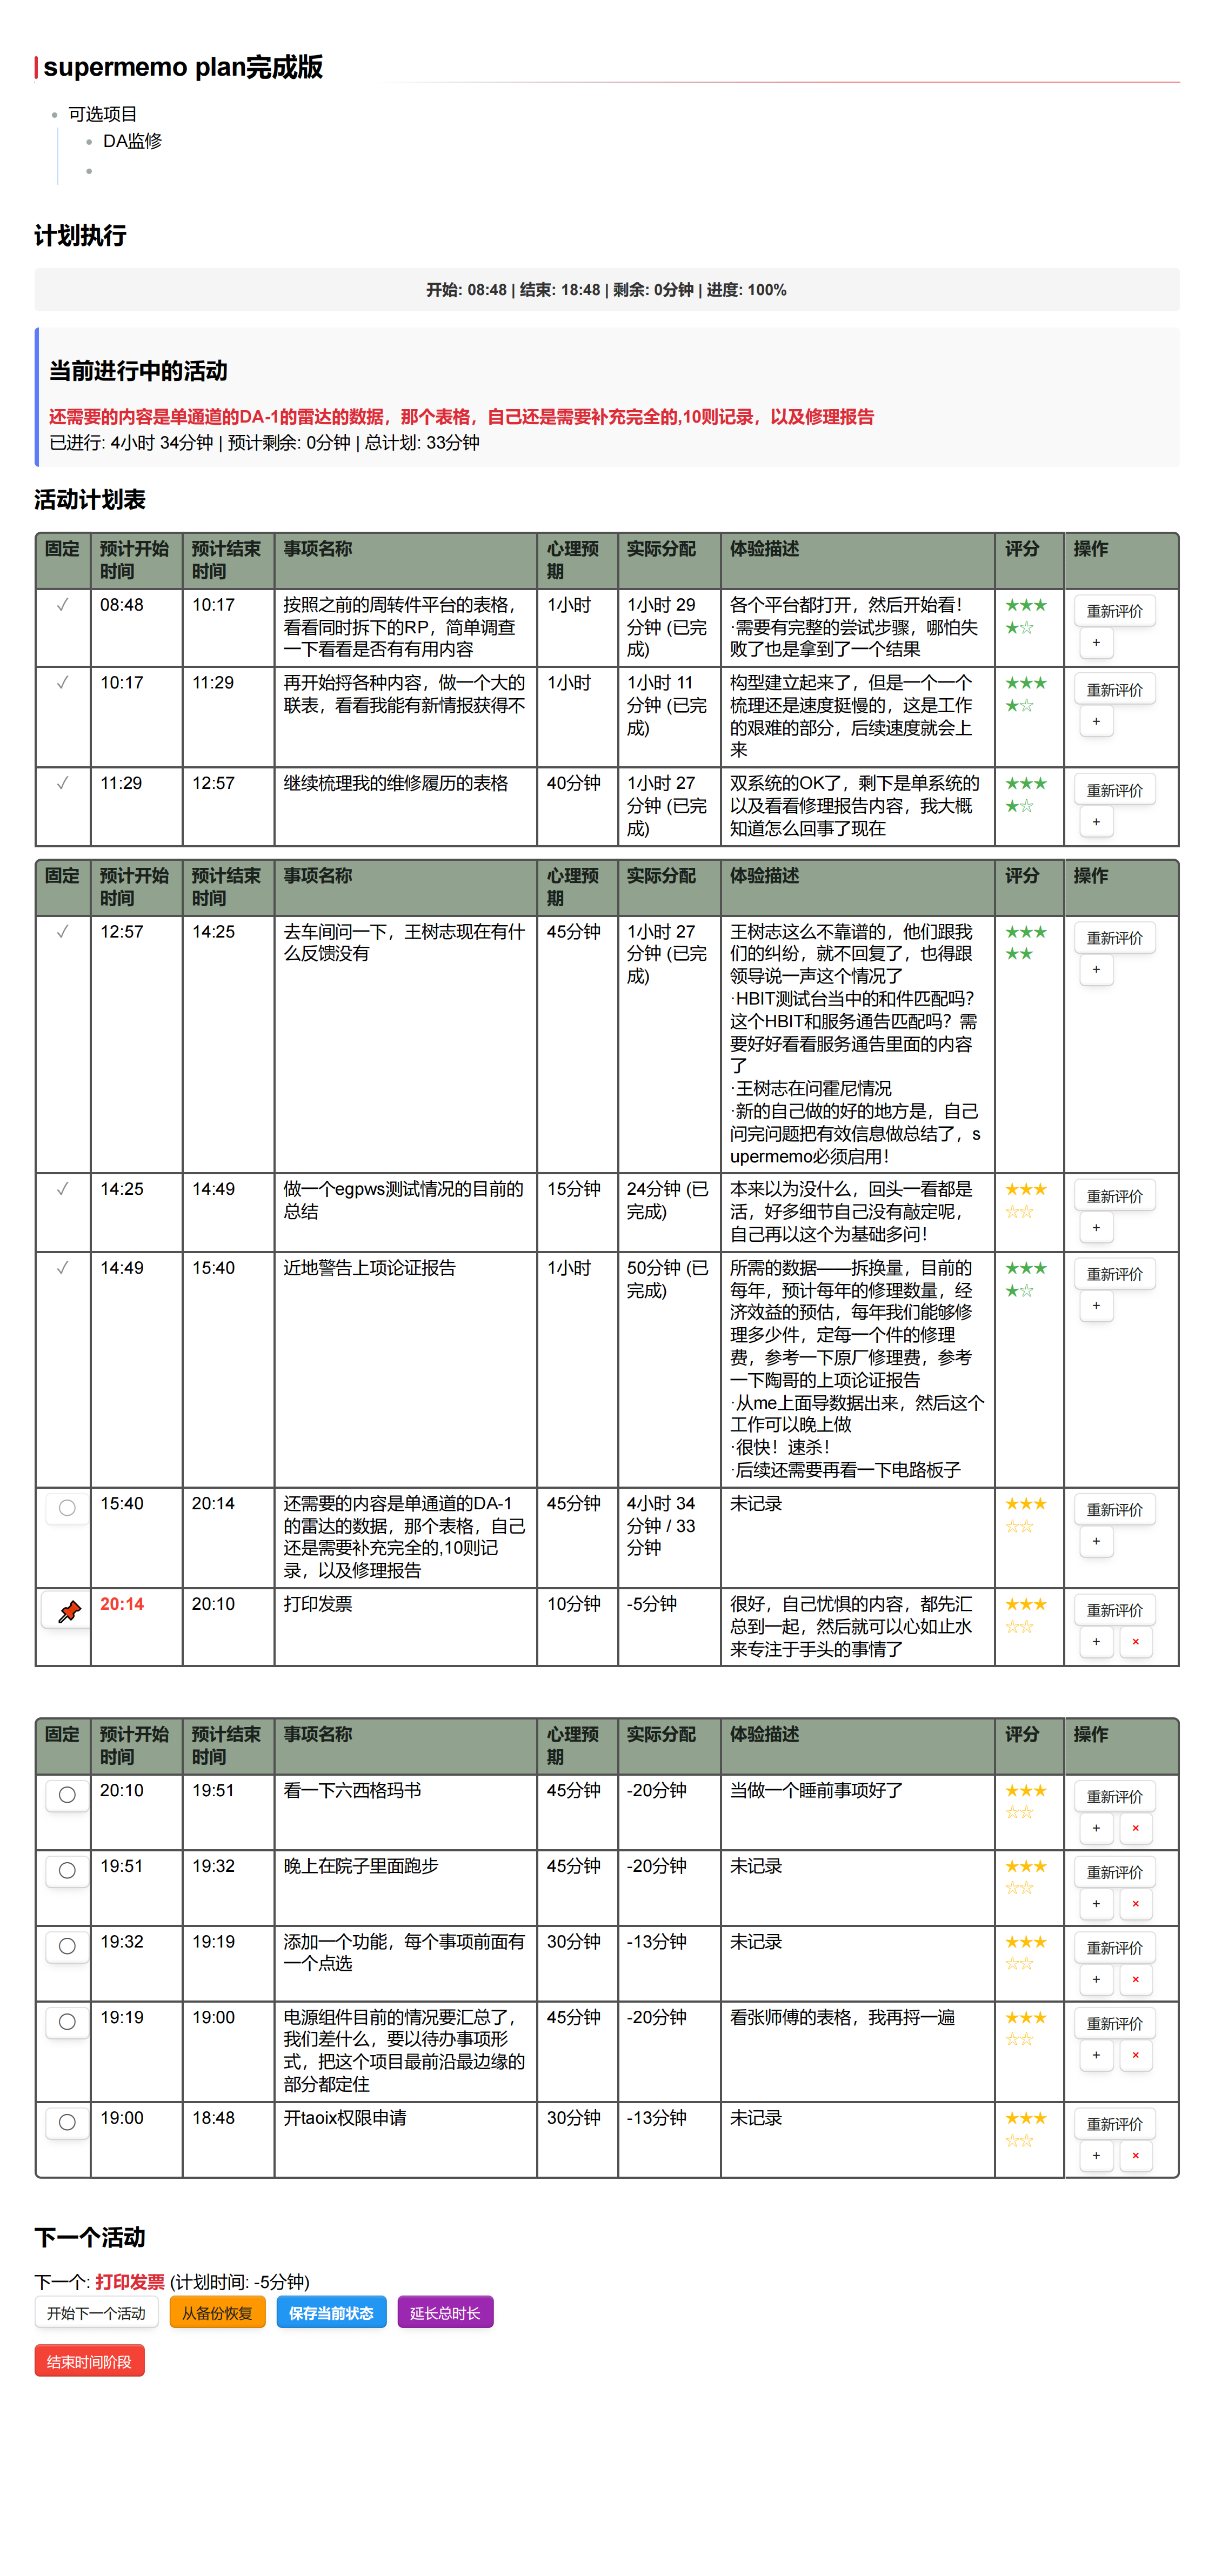 supermemo plan完成版
可选项目
DA监修
计划执行
开始: 08:48 | 结束: 18:48 | 剩余: 0分钟 | 进度: 100%
当前进行中的活动
还需要的内容是单通道的DA-1的雷达的数据，那个表格，自己还是需要补充完全的,10则记录，以及修理报告
已进行: 4小时 34分钟 | 预计剩余: 0分钟 | 总计划: 33分钟
活动计划表
固定 预计开始 预计结束 事项名称 心理预 实际分配 体验描述 评分 操作
时间 时间 期
✓ 08:48 10:17 按照之前的周转件平台的表格， 1小时 1小时 29 各个平台都打开，然后开始看！ ★★★ 重新评价
看看同时拆下的RP，简单调查 分钟 (已完 ·需要有完整的尝试步骤，哪怕失 ★☆
一下看看是否有有用内容 成) 败了也是拿到了一个结果 +
✓ 10:17 11:29 再开始捋各种内容，做一个大的 1小时 1小时 11 构型建立起来了，但是一个一个 ★★★ 重新评价
联表，看看我能有新情报获得不 分钟 (已完 梳理还是速度挺慢的，这是工作 ★☆
成) 的艰难的部分，后续速度就会上 +
来
✓ 11:29 12:57 继续梳理我的维修履历的表格 40分钟 1小时 27 双系统的OK了，剩下是单系统的 ★★★ 重新评价
分钟 (已完 以及看看修理报告内容，我大概 ★☆
成) 知道怎么回事了现在 +
固定 预计开始 预计结束 事项名称 心理预 实际分配 体验描述 评分 操作
时间 时间 期
✓ 12:57 14:25 去车间问一下，王树志现在有什 45分钟 1小时 27 王树志这么不靠谱的，他们跟我 ★★★ 重新评价
么反馈没有 分钟 (已完 们的纠纷，就不回复了，也得跟 ★★
成) 领导说一声这个情况了 +
·HBIT测试台当中的和件匹配吗？
这个HBIT和服务通告匹配吗？需
要好好看看服务通告里面的内容
了
·王树志在问霍尼情况
·新的自己做的好的地方是，自己
问完问题把有效信息做总结了，s
upermemo必须启用！
✓ 14:25 14:49 做一个egpws测试情况的目前的 15分钟 24分钟 (已 本来以为没什么，回头一看都是 ★★★ 重新评价
总结 完成) 活，好多细节自己没有敲定呢， ☆☆
自己再以这个为基础多问！ +
✓ 14:49 15:40 近地警告上项论证报告 1小时 50分钟 (已 所需的数据——拆换量，目前的 ★★★ 重新评价
完成) 每年，预计每年的修理数量，经 ★☆
济效益的预估，每年我们能够修 +
理多少件，定每一个件的修理
费，参考一下原厂修理费，参考
一下陶哥的上项论证报告
·从me上面导数据出来，然后这个
工作可以晚上做
·很快！速杀！
·后续还需要再看一下电路板子
15:40 20:14 还需要的内容是单通道的DA-1 45分钟 4小时 34 未记录 ★★★ 重新评价
的雷达的数据，那个表格，自己 分钟 / 33 ☆☆
还是需要补充完全的,10则记 分钟 +
录，以及修理报告
📌 20:14 20:10 打印发票 10分钟 -5分钟 很好，自己忧惧的内容，都先汇 ★★★ 重新评价
总到一起，然后就可以心如止水 ☆☆
来专注于手头的事情了 + ×
固定 预计开始 预计结束 事项名称 心理预 实际分配 体验描述 评分 操作
时间 时间 期
20:10 19:51 看一下六西格玛书 45分钟 -20分钟 当做一个睡前事项好了 ★★★ 重新评价
☆☆ + ×
19:51 19:32 晚上在院子里面跑步 45分钟 -20分钟 未记录 ★★★ 重新评价
☆☆ + ×
19:32 19:19 添加一个功能，每个事项前面有 30分钟 -13分钟 未记录 ★★★ 重新评价
一个点选 ☆☆ + ×
19:19 19:00 电源组件目前的情况要汇总了， 45分钟 -20分钟 看张师傅的表格，我再捋一遍 ★★★ 重新评价
我们差什么，要以待办事项形 ☆☆
式，把这个项目最前沿最边缘的 + ×
部分都定住
19:00 18:48 开taoix权限申请 30分钟 -13分钟 未记录 ★★★ 重新评价
☆☆ + ×
下一个活动
下一个: 打印发票 (计划时间: -5分钟)
开始下一个活动 从备份恢复 保存当前状态 延长总时长
结束时间阶段